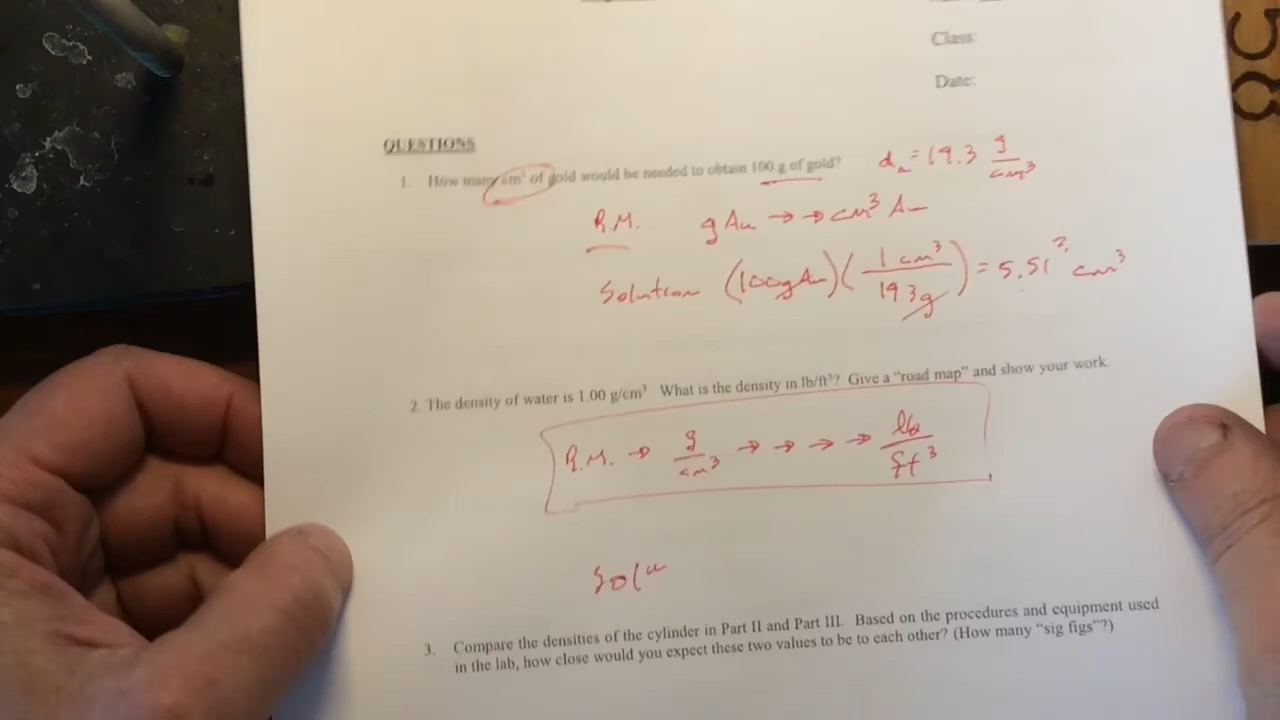 Class:
Date:
QUESTIONS
1. How many cm³ of gold would be needed to obtain 100 g of gold? d = 19.3 g/cm³
R.M. g Au →→ cm³ Au
Solution (100g Au)(1 cm³/19.3g) = 5.51 cm³
2. The density of water is 1.00 g/cm³ What is the density in lb/ft³? Give a “road map” and show your work.
R.M. → g/cm³ → → → → lb/ft³
Sol
3. Compare the densities of the cylinder in Part II and Part III. Based on the procedures and equipment used
in the lab, how close would you expect these two values to be to each other? (How many “sig figs”?)